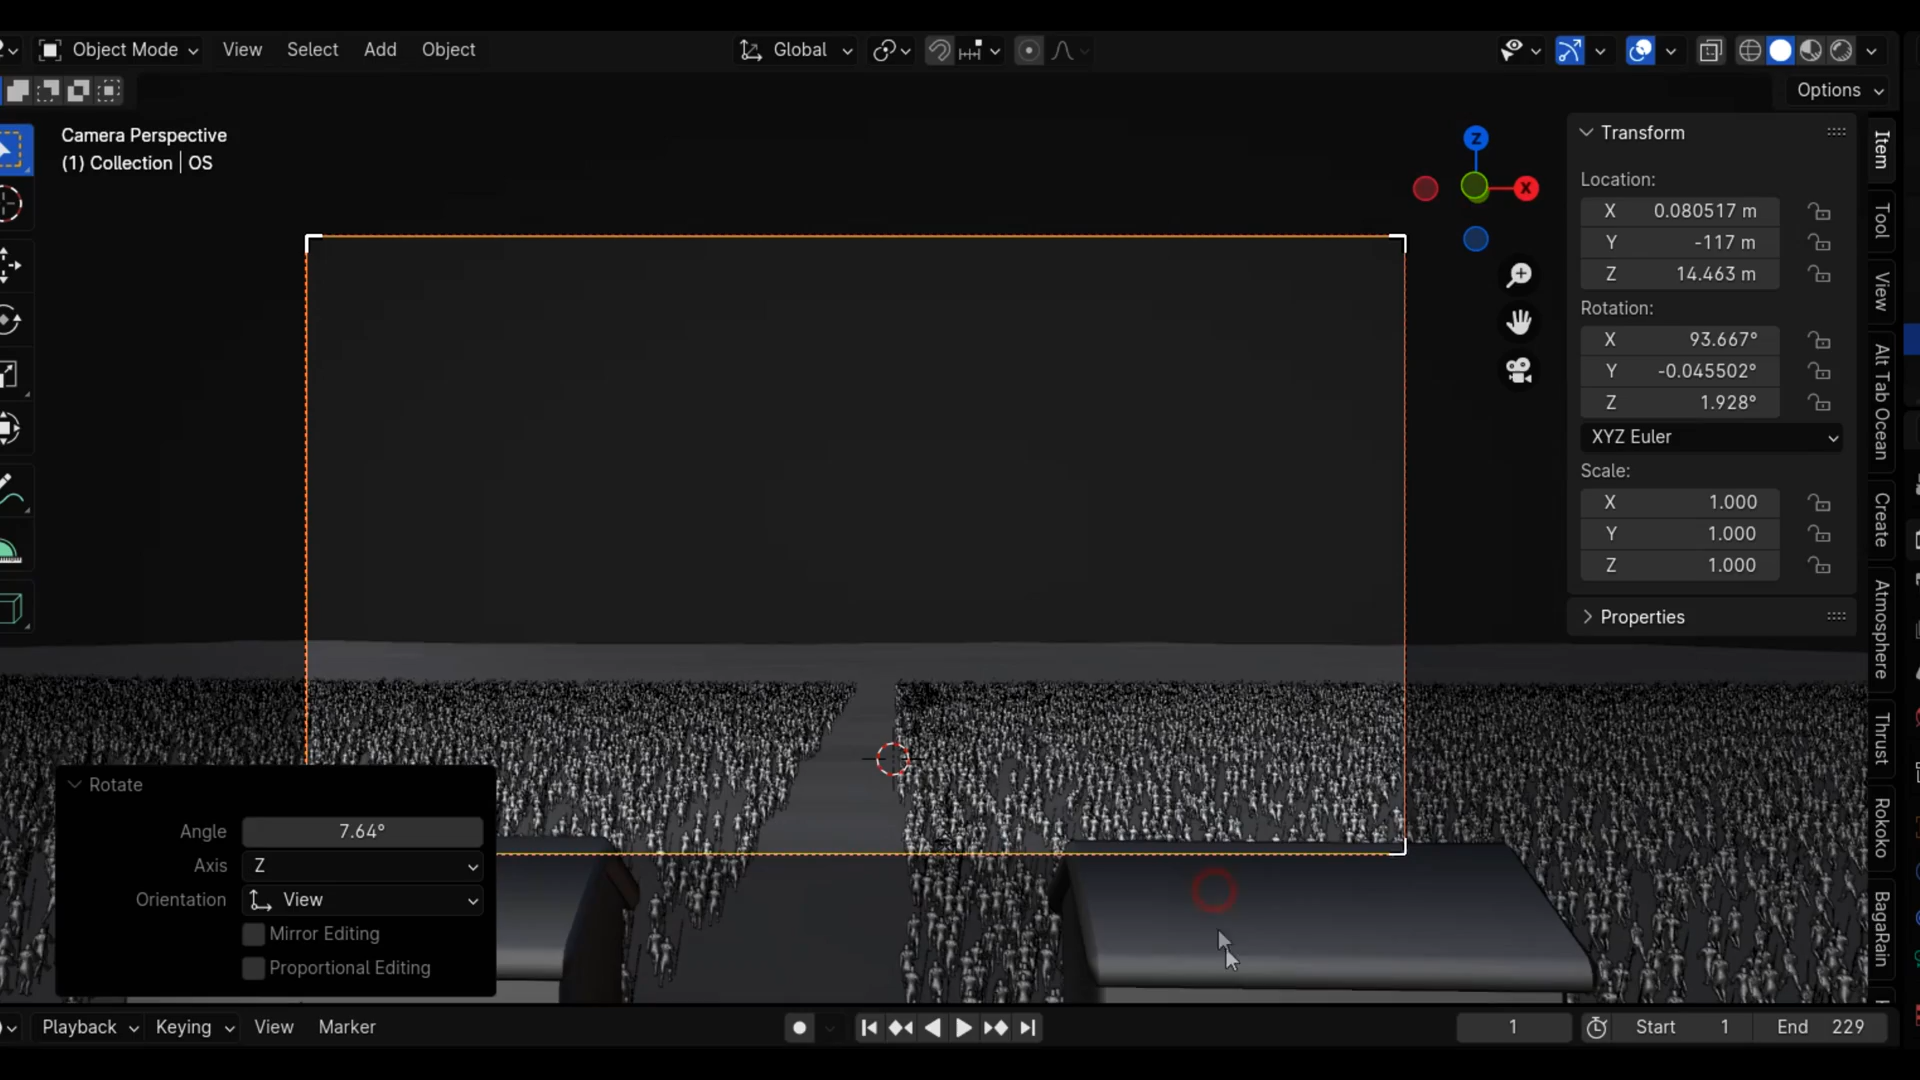 Object Mode View Select Add Object Global
Options
Camera Perspective
(1) Collection | OS
Z
X
Transform
Location:
X 0.080517 m
Y -117 m
Z 14.463 m
Rotation:
X 93.667°
Y -0.045502°
Z 1.928°
XYZ Euler
Scale:
X 1.000
Y 1.000
Z 1.000
Properties
Item
Tool
View
Alt Tab Ocean
Create
Atmosphere
Thrust
Rokoko
BagaRain
Rotate
Angle 7.64°
Axis Z
Orientation View
Mirror Editing
Proportional Editing
Playback Keying View Marker 1 Start 1 End 229